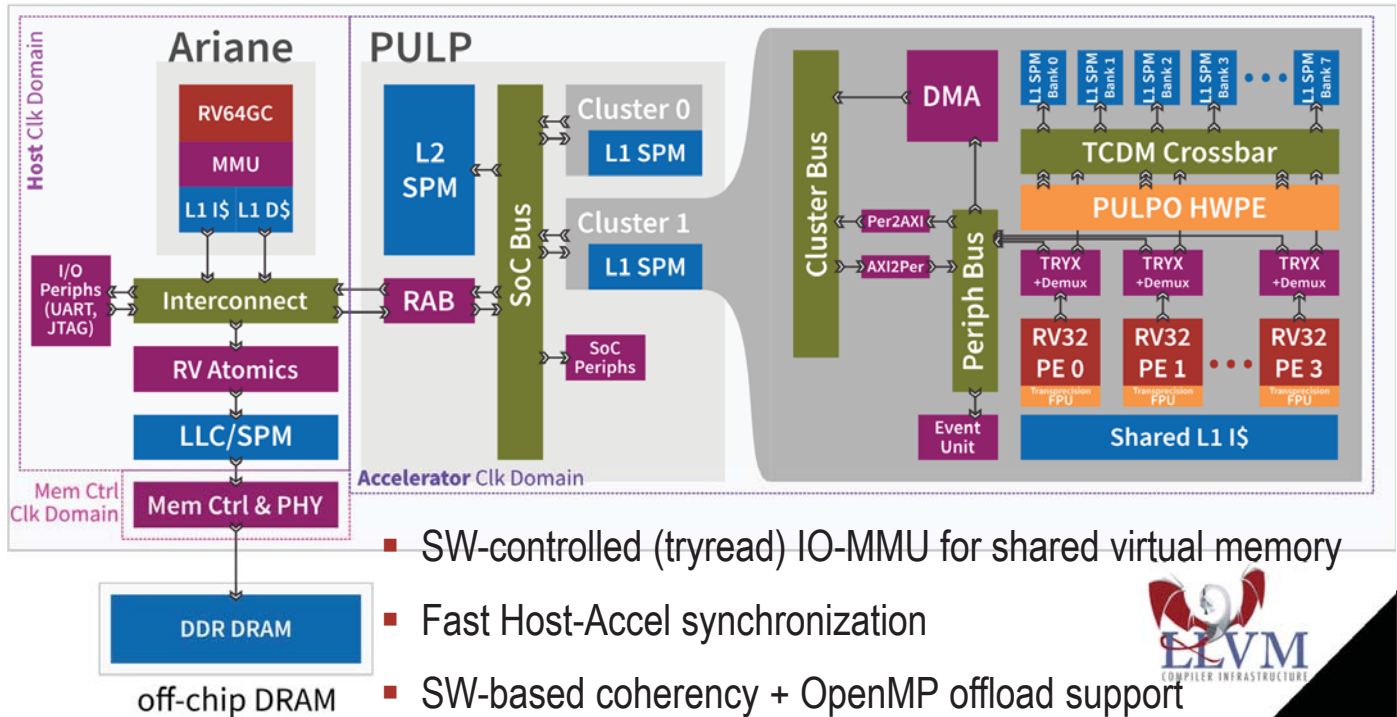 Ariane
PULP
Host Clk Domain
RV64GC
MMU
L1 I$
L1 D$
I/O
Periphs
(UART,
JTAG)
Interconnect
RV Atomics
LLC/SPM
Mem Ctrl
Clk Domain
Mem Ctrl & PHY
DDR DRAM
off-chip DRAM
L2
SPM
RAB
SoC Bus
Cluster 0
L1 SPM
Cluster 1
L1 SPM
SoC
Periphs
Accelerator Clk Domain
Cluster Bus
DMA
Per2AXI
AXI2Per
Periph Bus
Event
Unit
L1 SPM
Bank 0
L1 SPM
Bank 1
L1 SPM
Bank 2
L1 SPM
Bank 3
L1 SPM
Bank 7
TCDM Crossbar
PULPO HWPE
TRYX
+Demux
TRYX
+Demux
TRYX
+Demux
RV32
PE 0
Transprecision
FPU
RV32
PE 1
Transprecision
FPU
RV32
PE 3
Transprecision
FPU
Shared L1 I$
▪ SW-controlled (tryread) IO-MMU for shared virtual memory
▪ Fast Host-Accel synchronization
▪ SW-based coherency + OpenMP offload support
LLVM
COMPILER INFRASTRUCTURE